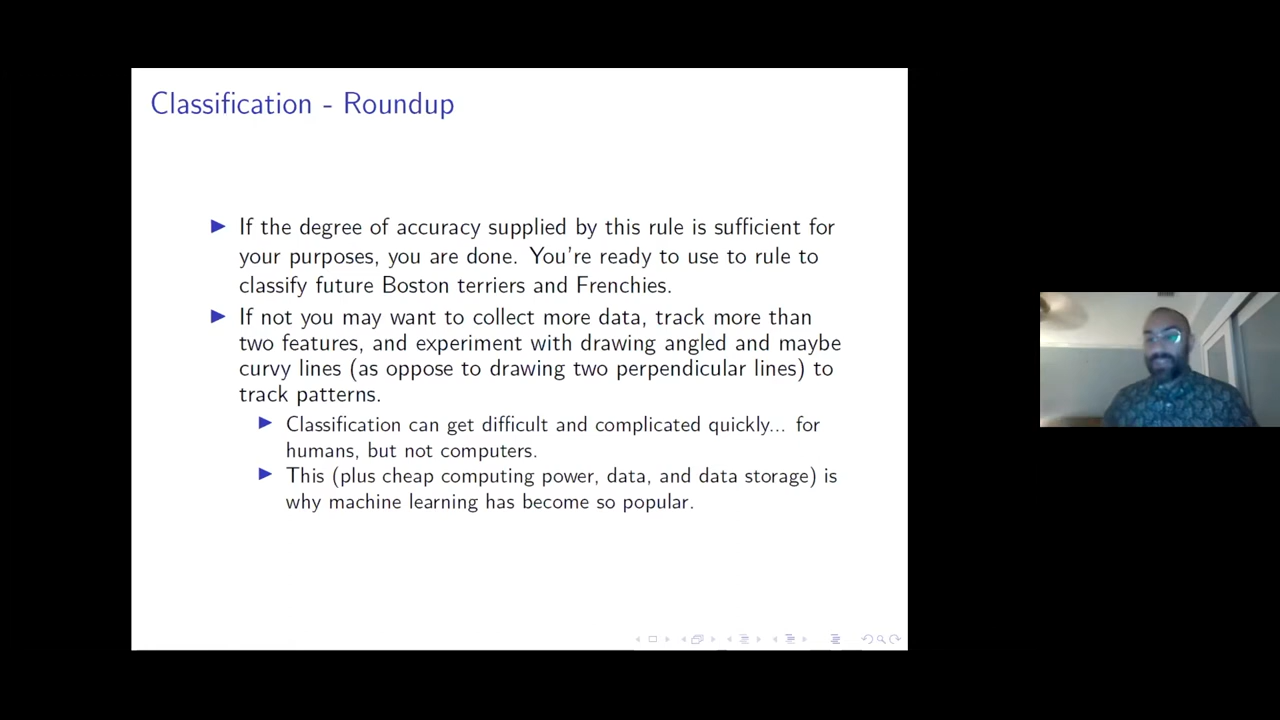 Classification - Roundup
If the degree of accuracy supplied by this rule is sufficient for
your purposes, you are done. You're ready to use to rule to
classify future Boston terriers and Frenchies.
If not you may want to collect more data, track more than
two features, and experiment with drawing angled and maybe
curvy lines (as oppose to drawing two perpendicular lines) to
track patterns.
Classification can get difficult and complicated quickly... for
humans, but not computers.
This (plus cheap computing power, data, and data storage) is
why machine learning has become so popular.